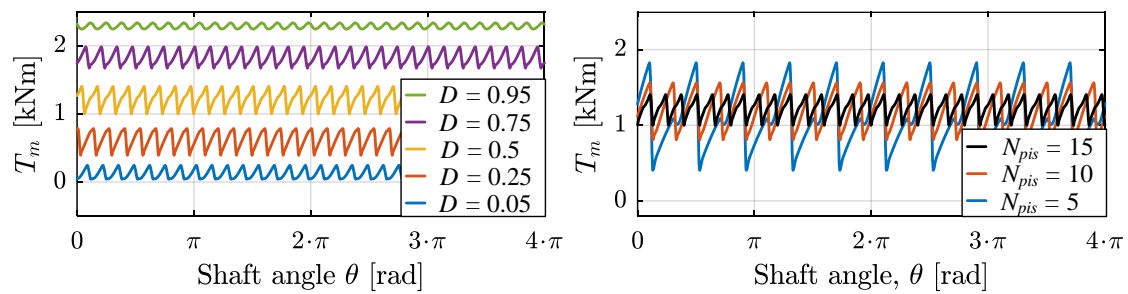 T_m [kNm]
2
1
0
D = 0.95
D = 0.75
D = 0.5
D = 0.25
D = 0.05
0 π 2·π 3·π 4·π
Shaft angle θ [rad]
T_m [kNm]
2
1
0
N_pis = 15
N_pis = 10
N_pis = 5
0 π 2·π 3·π 4·π
Shaft angle, θ [rad]